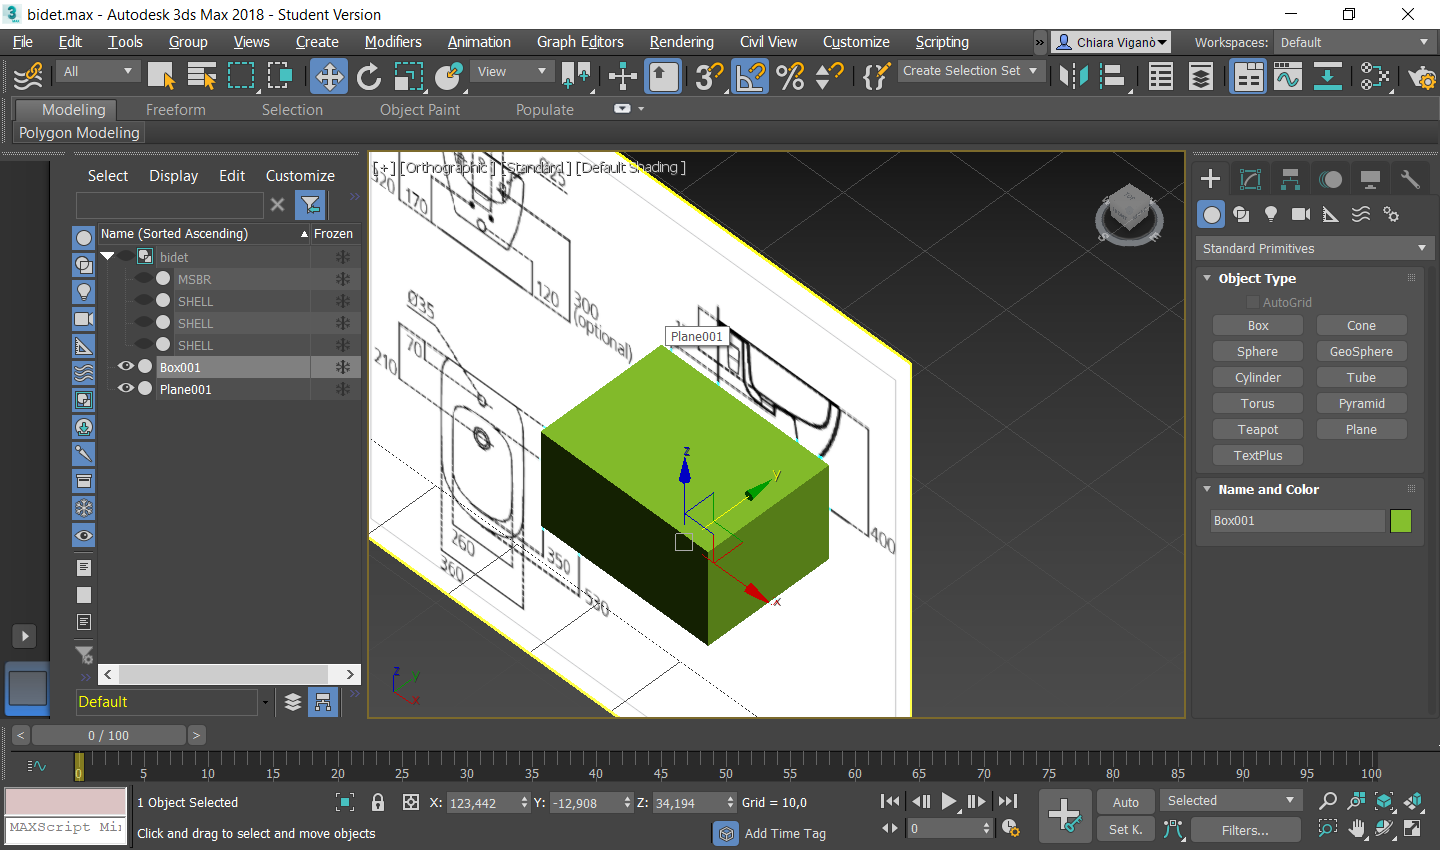 bidet.max - Autodesk 3ds Max 2018 - Student Version
File Edit Tools Group Views Create Modifiers Animation Graph Editors Rendering Civil View Customize Scripting » Chiara Viganò Workspaces: Default
All View 3 Create Selection Set
Modeling Freeform Selection Object Paint Populate
Polygon Modeling
Select Display Edit Customize
Name (Sorted Ascending) Frozen
bidet
MSBR
SHELL
SHELL
SHELL
Box001
Plane001
Default
[+] [Orthographic] [Standard] [Default Shading]
Ø25
320
170
120
300
(optional)
Ø35
70
210
Plane001
260
360
350
530
400
z
y
x
z
y
x
S E
Standard Primitives
Object Type
AutoGrid
Box Cone
Sphere GeoSphere
Cylinder Tube
Torus Pyramid
Teapot Plane
TextPlus
Name and Color
Box001
< 0 / 100 >
0 5 10 15 20 25 30 35 40 45 50 55 60 65 70 75 80 85 90 95 100
1 Object Selected X: 123,442 Y: -12,908 Z: 34,194 Grid = 10,0 Auto Selected
MAXScript Mi
Click and drag to select and move objects Add Time Tag 0 Set K. Filters...